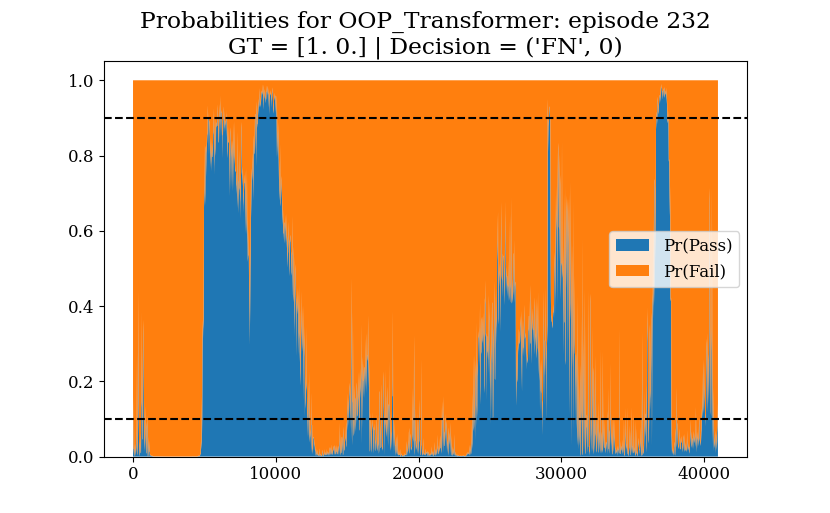 Probabilities for OOP_Transformer: episode 232
GT = [1. 0.] | Decision = ('FN', 0)
1.0
0.8
0.6
0.4
0.2
0.0
Pr(Pass)
Pr(Fail)
0
10000
20000
30000
40000